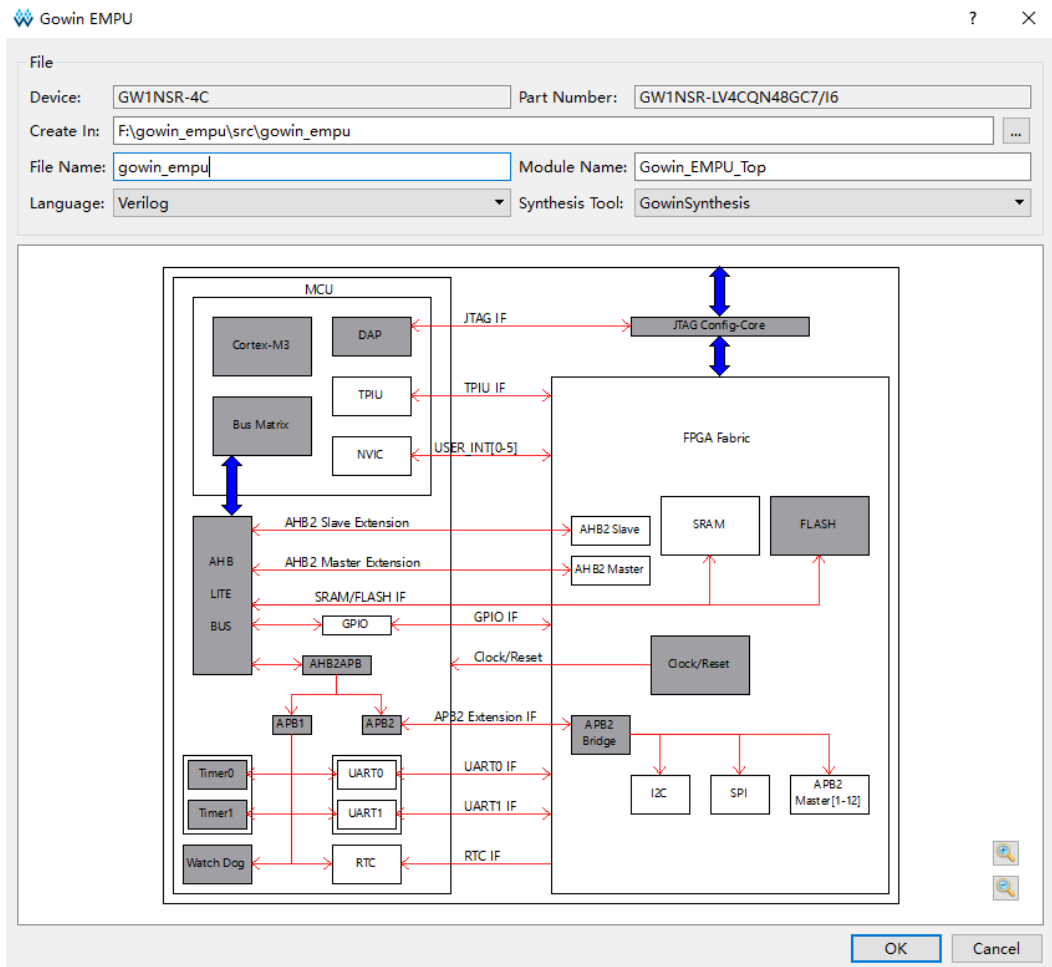 Gowin EMPU
?
File
Device: GW1NSR-4C Part Number: GW1NSR-LV4CQN48GC7/I6
Create In: F:\gowin_empu\src\gowin_empu ...
File Name: gowin_empu Module Name: Gowin_EMPU_Top
Language: Verilog Synthesis Tool: GowinSynthesis
MCU
Cortex-M3
DAP
JTAG IF
JTAG Config-Core
TPIU
TPIU IF
Bus Matrix
NVIC
USER_INT[0-5]
FPGA Fabric
AHB
LITE
BUS
AHB2 Slave Extension
AHB2 Slave
SRAM
FLASH
AHB2 Master Extension
AHB2 Master
SRAM/FLASH IF
GPIO
GPIO IF
AHB2APB
Clock/Reset
Clock/Reset
APB1
APB2
APB2 Extension IF
APB2
Bridge
Timer0
UART0
UART0 IF
I2C
SPI
APB2
Master[1-12]
Timer1
UART1
UART1 IF
Watch Dog
RTC
RTC IF
OK
Cancel